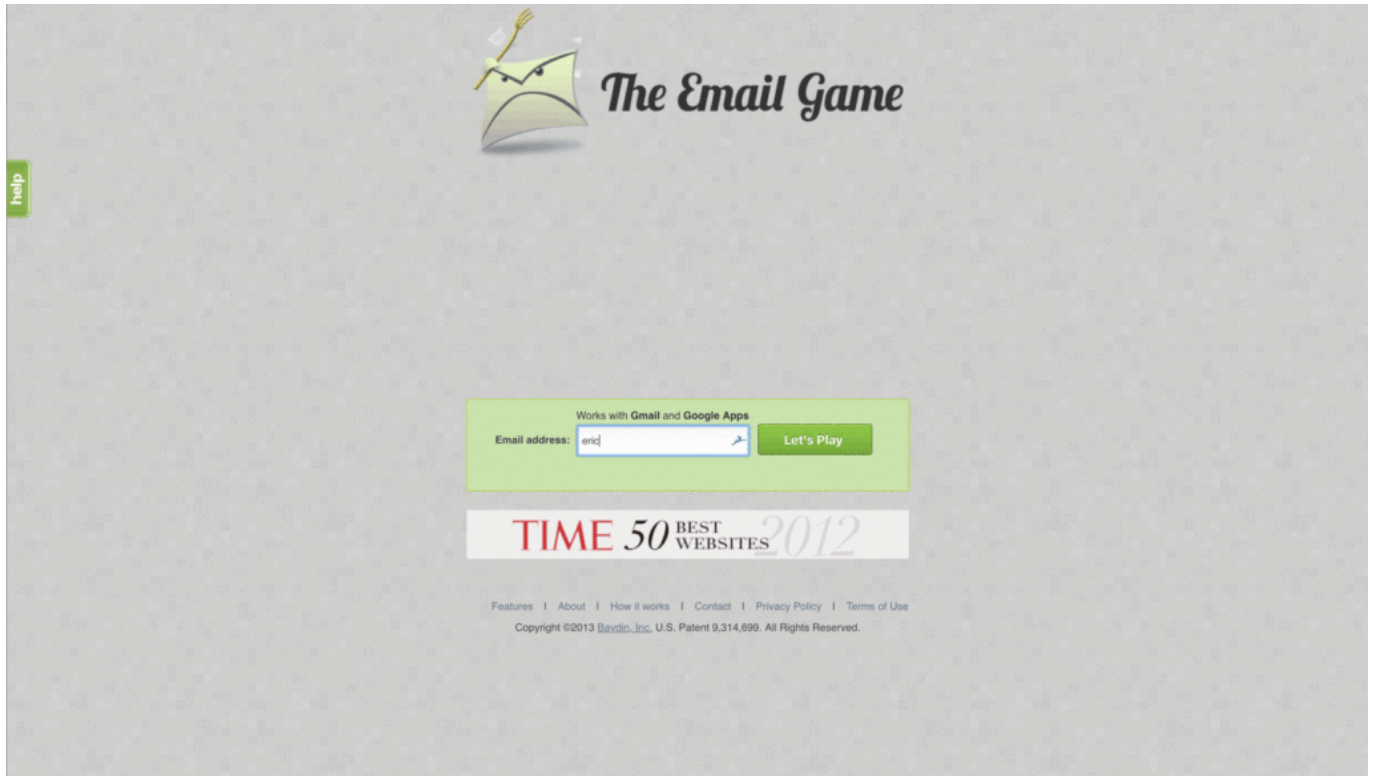 The Email Game
help
Works with Gmail and Google Apps
Email address: eric Let's Play
TIME 50 BEST WEBSITES 2012
Features | About | How it works | Contact | Privacy Policy | Terms of Use
Copyright ©2013 Baydin, Inc. U.S. Patent 9,314,699. All Rights Reserved.